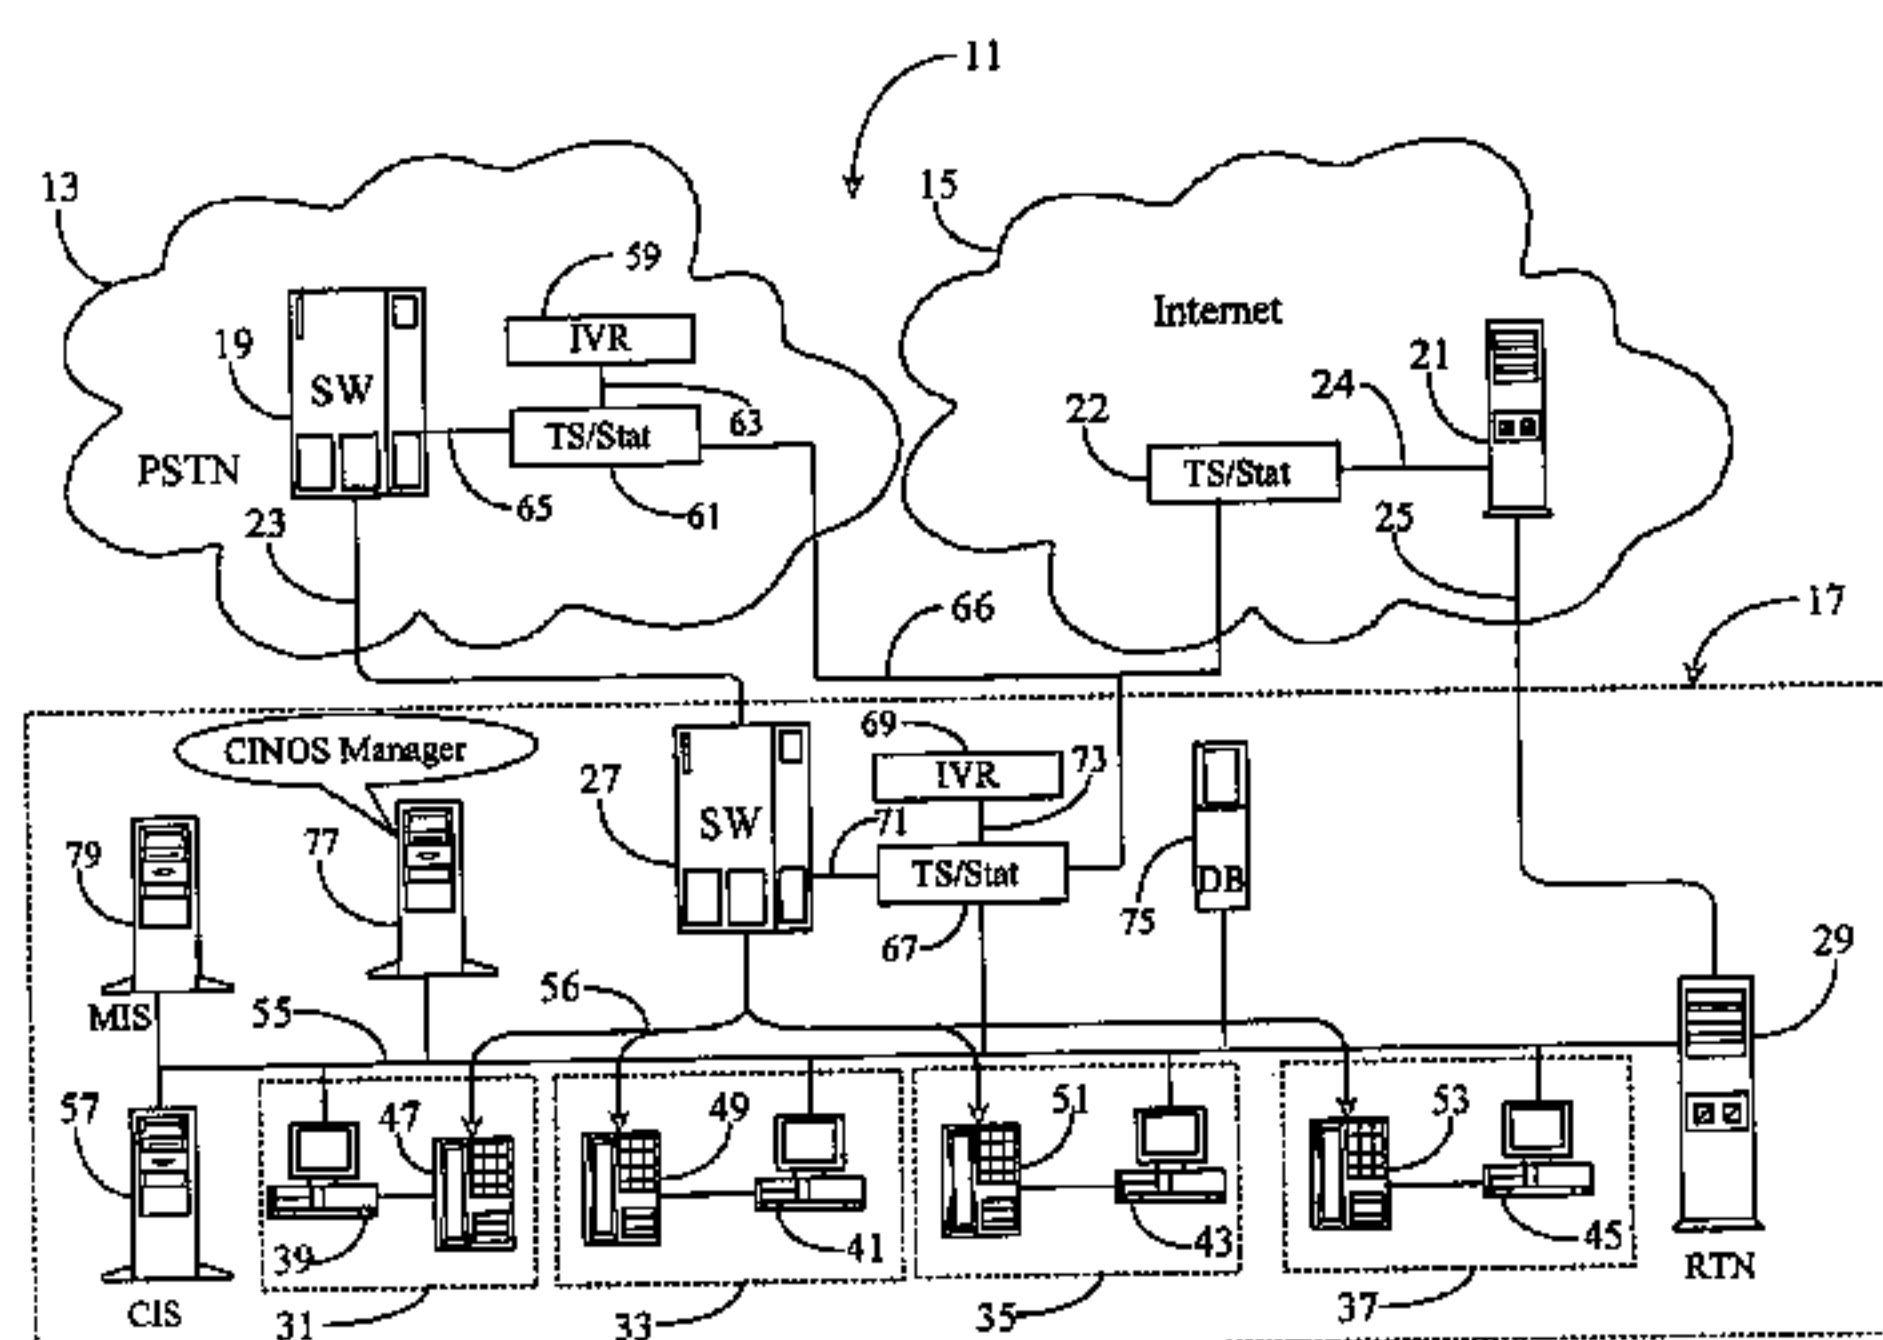 11
13
15
59
Internet
IVR
19
SW
21
24
63
22
TS/Stat
TS/Stat
PSTN
65
61
23
25
66
17
69
CINOS Manager
73
IVR
27
SW
71
79
77
TS/Stat
DB
75
67
29
56
MIS
55
57
47
49
51
53
39
41
43
45
RTN
CIS
31
33
35
37